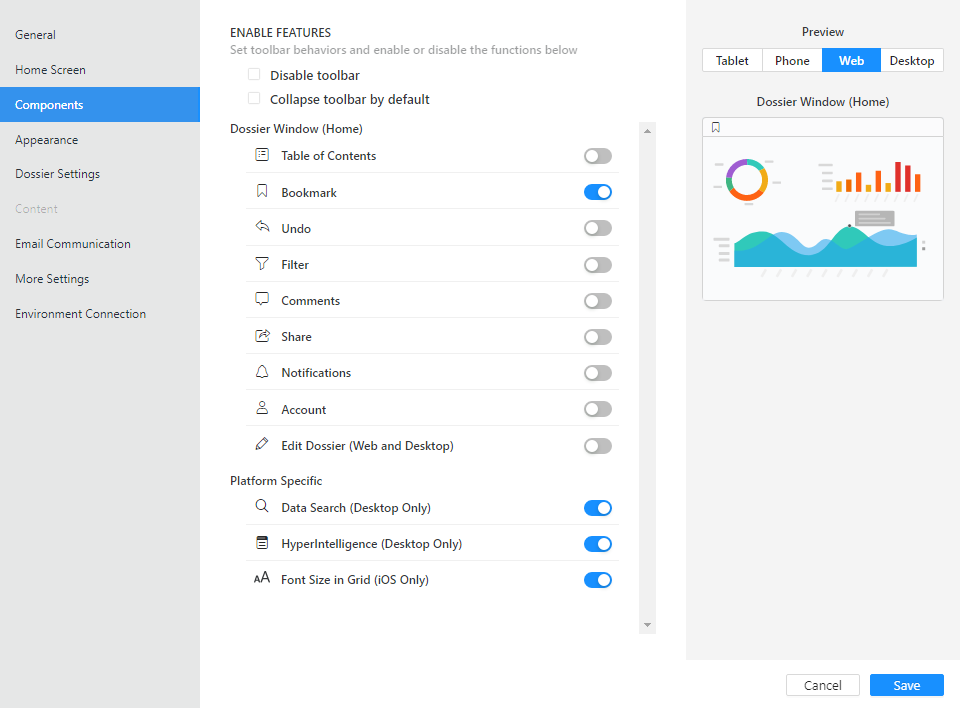 General
Home Screen
Components
Appearance
Dossier Settings
Content
Email Communication
More Settings
Environment Connection
ENABLE FEATURES
Set toolbar behaviors and enable or disable the functions below
Disable toolbar
Collapse toolbar by default
Dossier Window (Home)
Table of Contents
Bookmark
Undo
Filter
Comments
Share
Notifications
Account
Edit Dossier (Web and Desktop)
Platform Specific
Data Search (Desktop Only)
HyperIntelligence (Desktop Only)
AA Font Size in Grid (iOS Only)
Preview
Tablet Phone Web Desktop
Dossier Window (Home)
Cancel Save